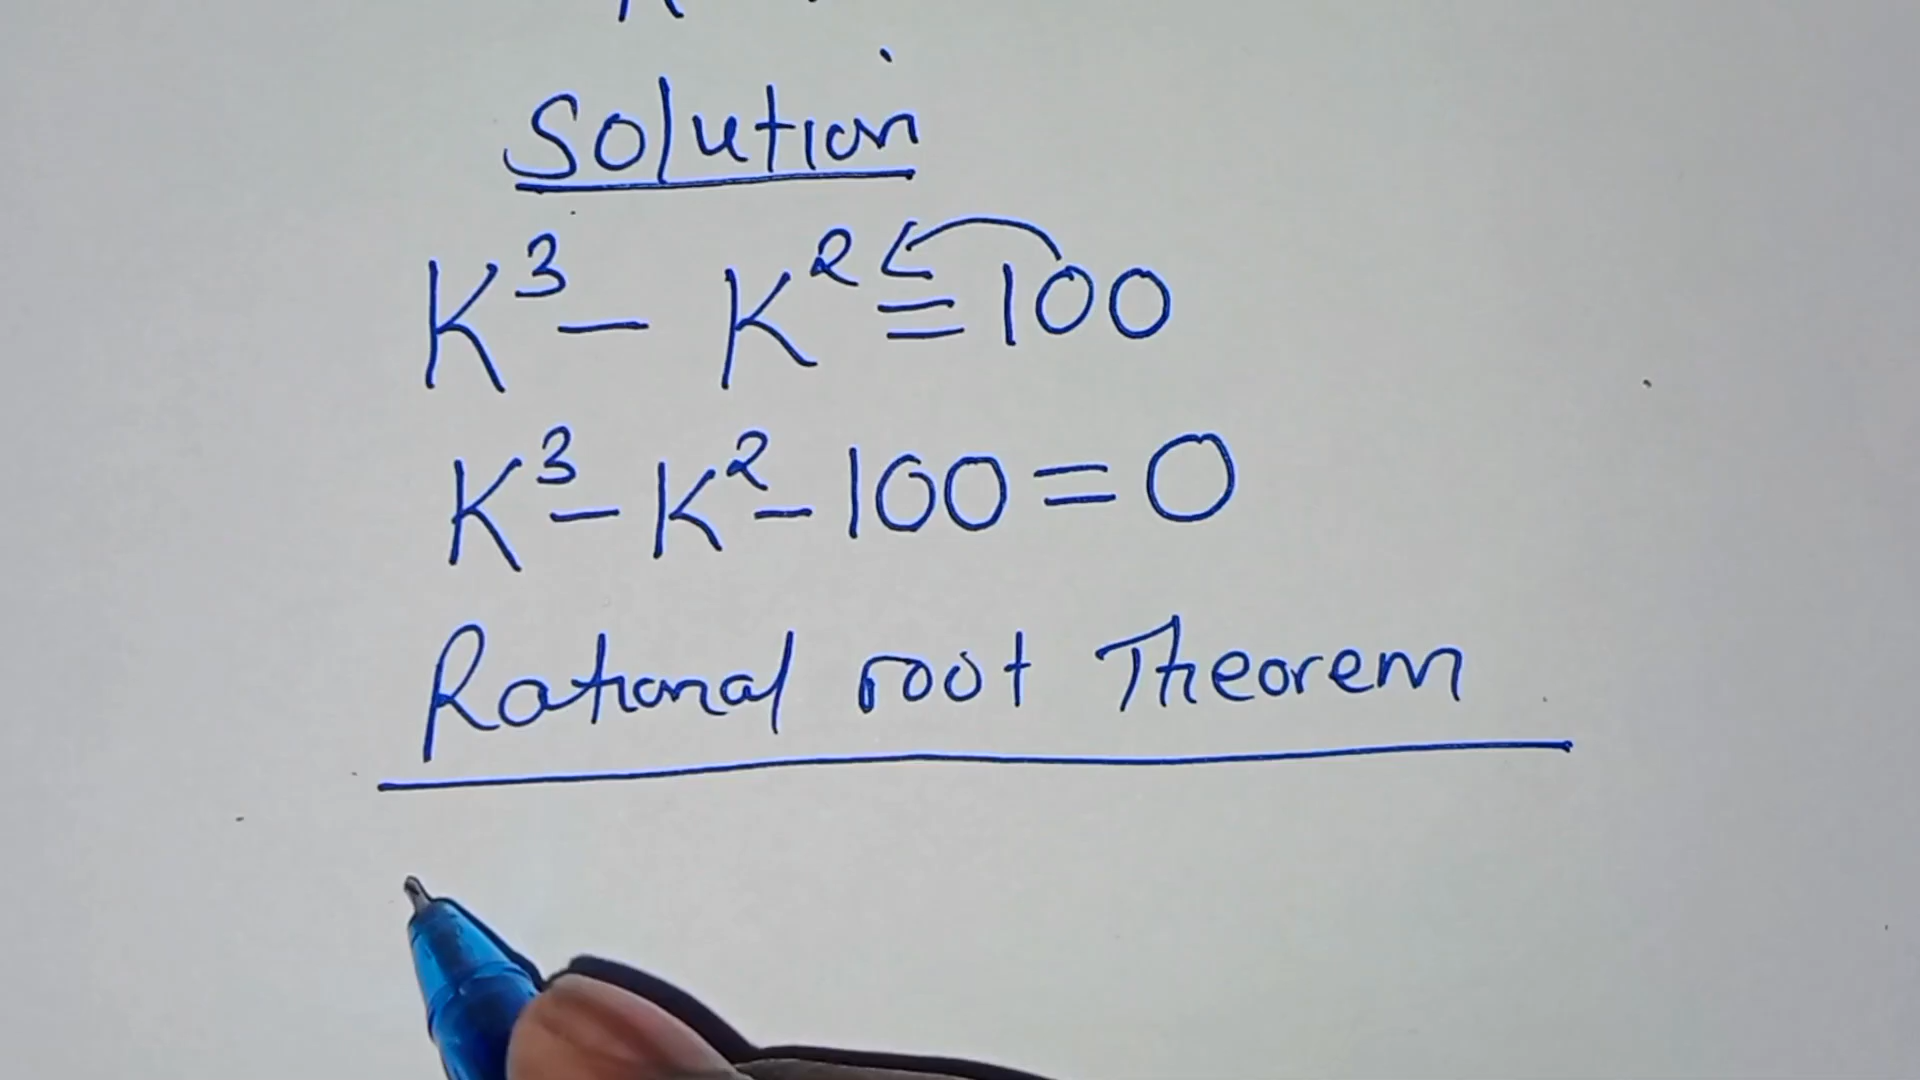 Solution
K³ - K² = 100
K³ - K² - 100 = 0
Rational root Theorem